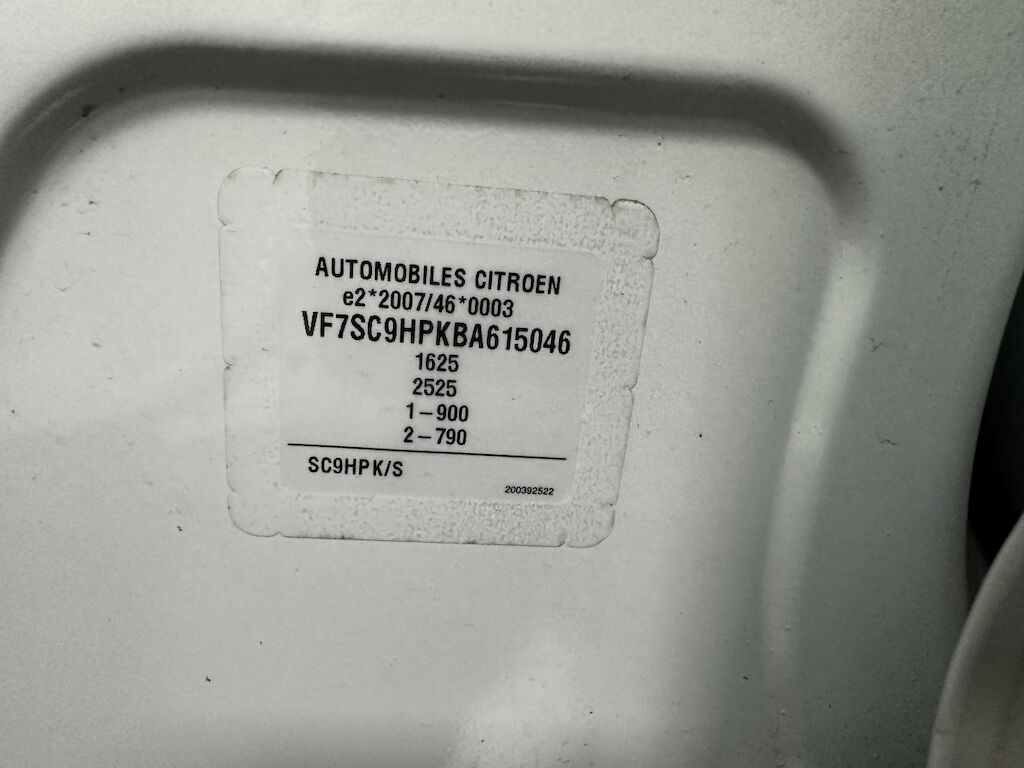 AUTOMOBILES CITROEN
e2*2007/46*0003
VF7SC9HPKBA615046
1625
2525
1-900
2-790
SC9HPK/S
200392522